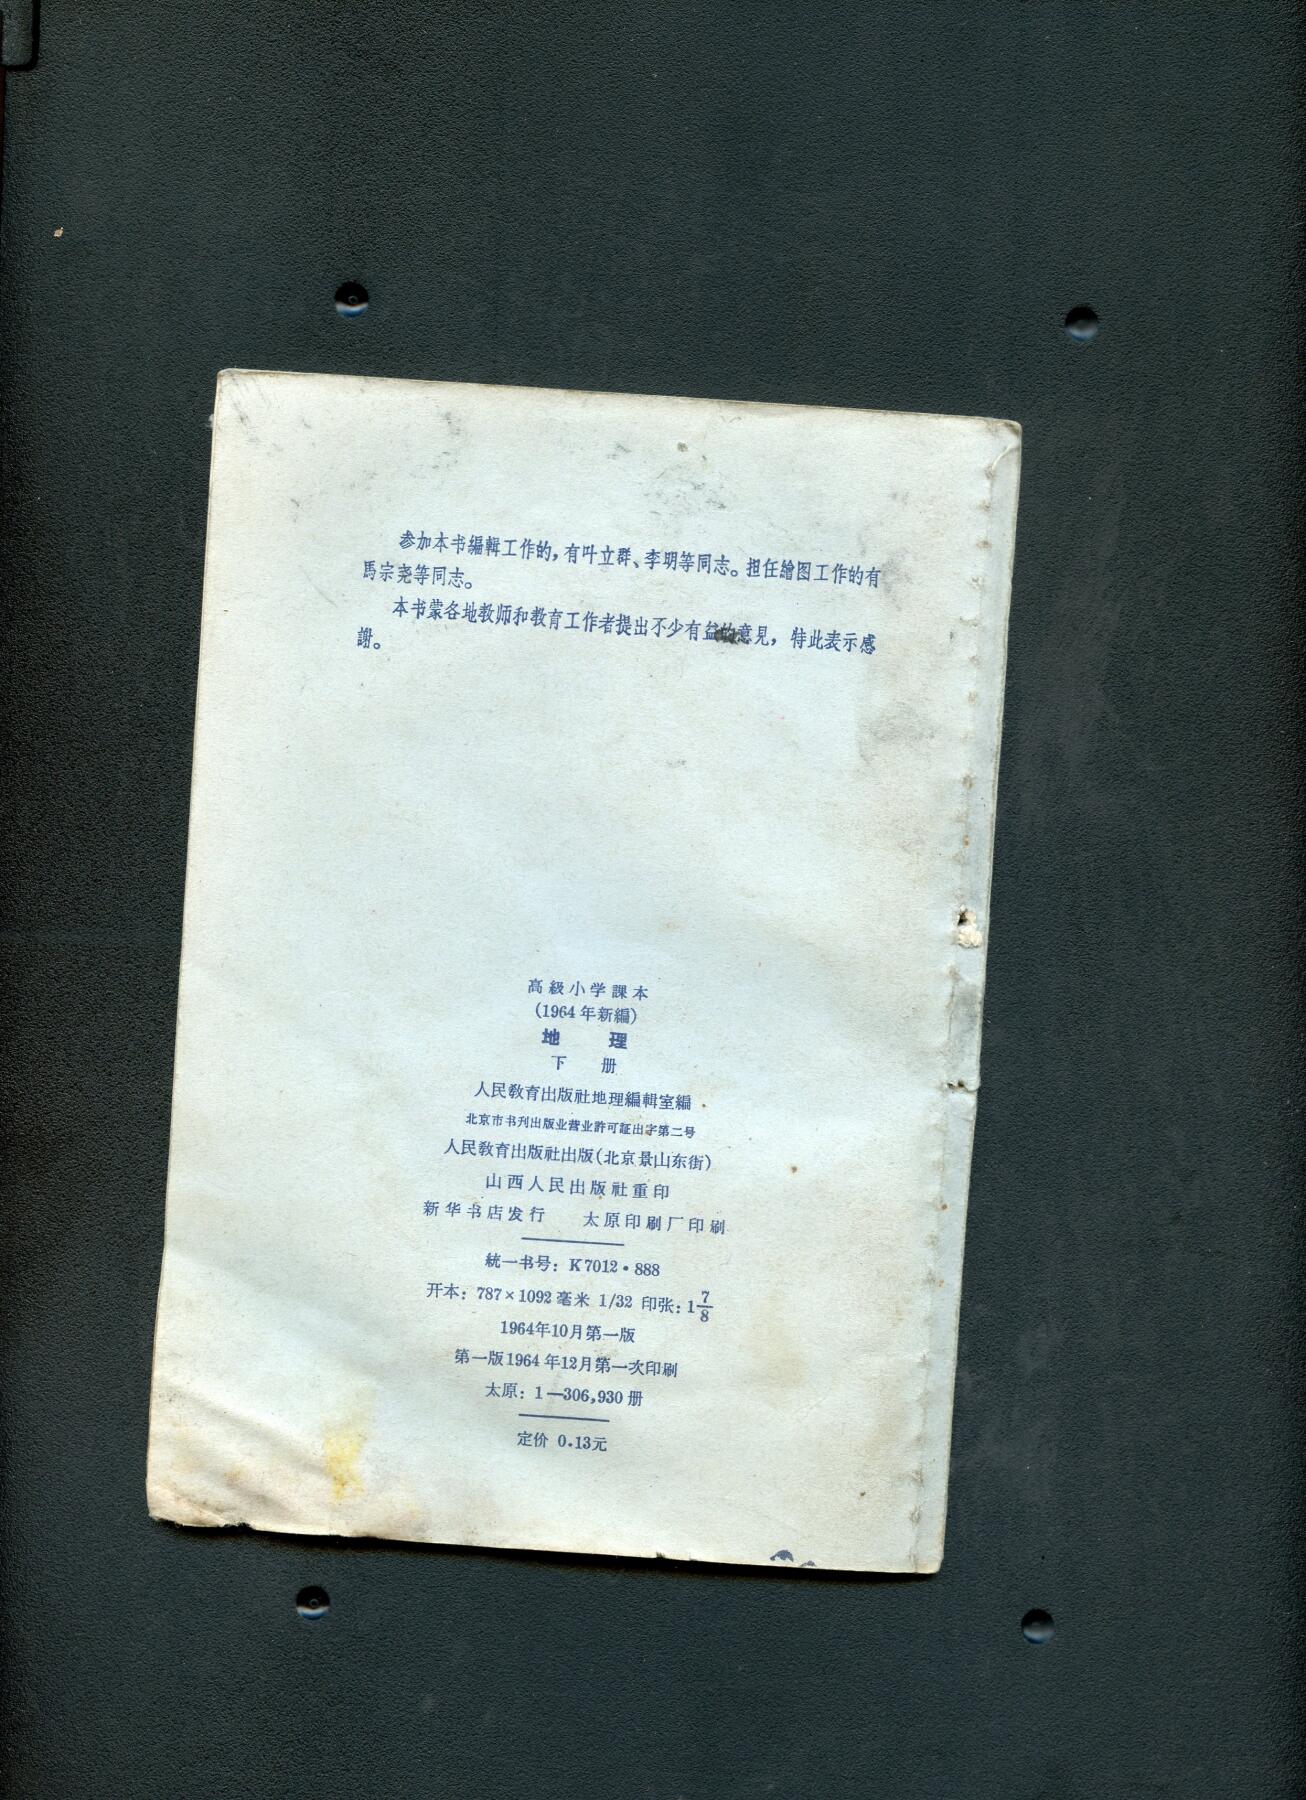 参加本书編輯工作的，有叶立群、李玥等同志。担任繪图工作的有
馬宗尧等同志。
本书蒙各地教师和教育工作者提出不少有益的意見，特此表示感
謝。
高級小学課本
(1964年新編)
地 理
下 册
人民教育出版社地理編輯室編
北京市书刊出版业营业許可証出字第二号
人民教育出版社出版(北京景山东街)
山西人民出版社重印
新华书店发行 太原印刷厂印刷
統一书号：K7012·888
开本：787×1092毫米 1/32 印张：1 7/8
1964年10月第一版
第一版1964年12月第一次印刷
太原：1—306,930册
定价 0.13元